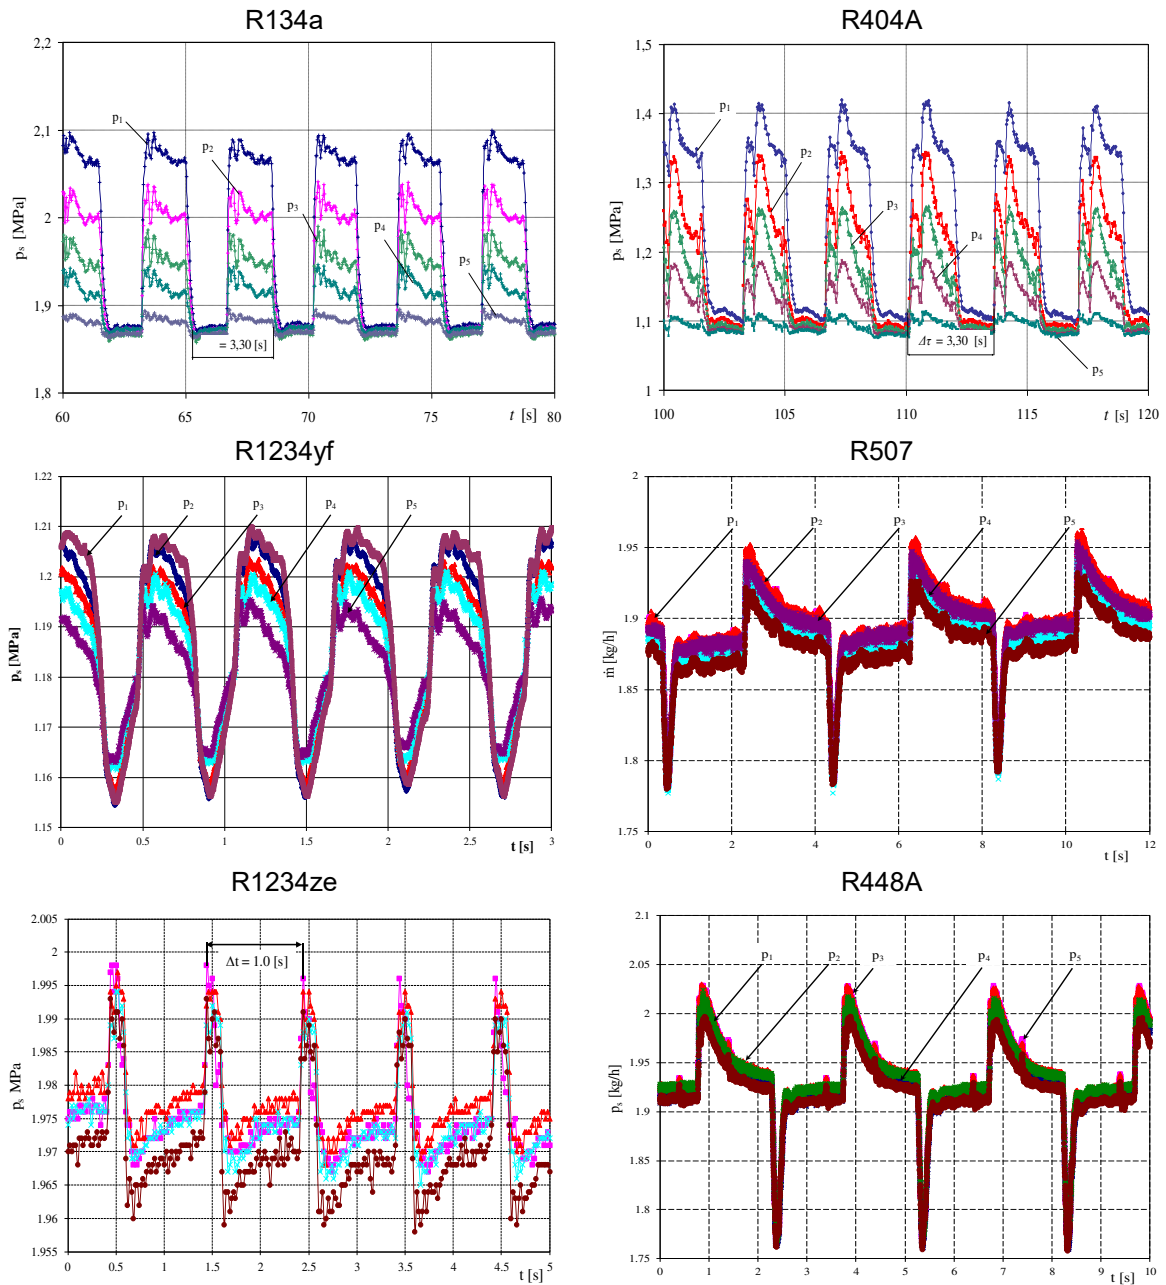 R134a
2,2
2,1
2
1,9
1,8
pₛ [MPa]
p₁
p₂
p₃
p₄
p₅
= 3,30 [s]
60 65 70 75 80
t [s]
R404A
1,5
1,4
1,3
1,2
1,1
1
pₛ [MPa]
p₁
p₂
p₃
p₄
p₅
Δτ = 3,30 [s]
100 105 110 115 120
t [s]
R1234yf
1.22
1.21
1.20
1.19
1.18
1.17
1.16
1.15
pₛ [MPa]
p₁ p₂ p₃ p₄ p₅
0 0.5 1 1.5 2 2.5 3
t [s]
R507
2
1.95
1.9
1.85
1.8
1.75
ṁ [kg/h]
p₁ p₂ p₃ p₄ p₅
0 2 4 6 8 10 12
t [s]
R1234ze
2.005
2
1.995
1.99
1.985
1.98
1.975
1.97
1.965
1.96
1.955
pₛ MPa
Δt = 1.0 [s]
0.0 0.5 1.0 1.5 2.0 2.5 3.0 3.5 4.0 4.5 5.0
t [s]
R448A
2.1
2.05
2
1.95
1.9
1.85
1.8
1.75
pₛ [kg/h]
p₁ p₂ p₃ p₄ p₅
0 1 2 3 4 5 6 7 8 9 10
t [s]